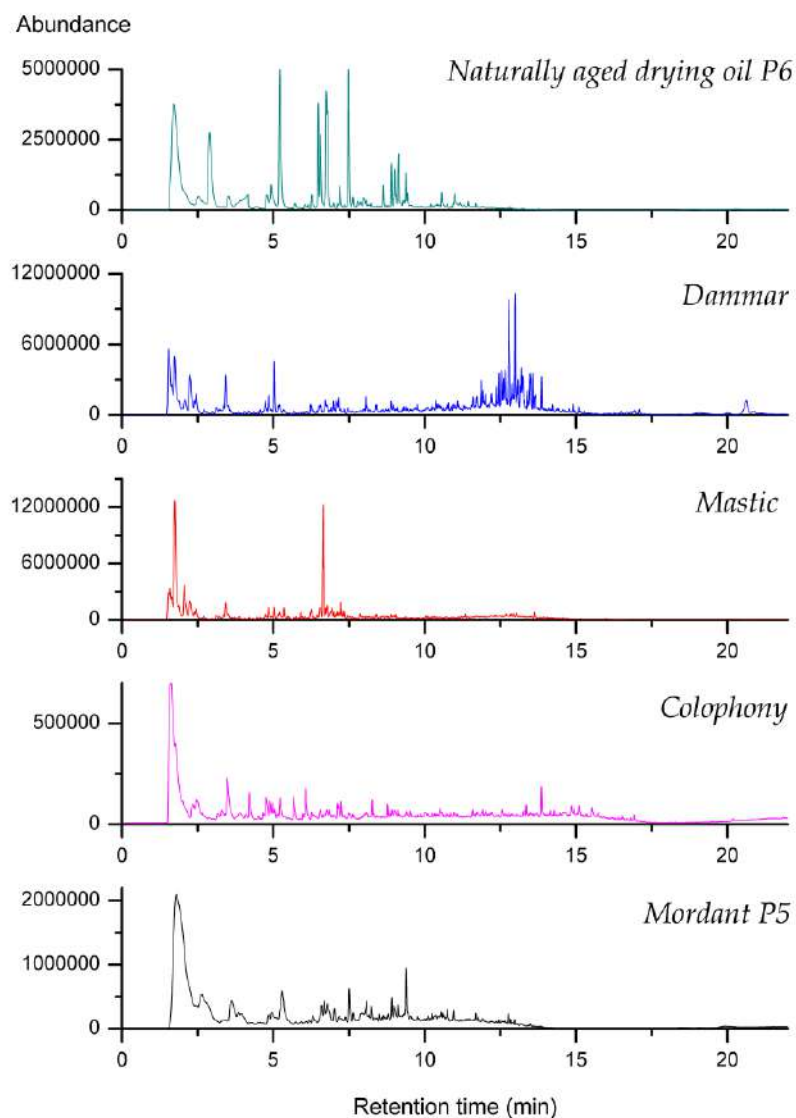 Abundance
Naturally aged drying oil P6
5000000
2500000
0
0 5 10 15 20
Dammar
12000000
6000000
0
0 5 10 15 20
Mastic
12000000
6000000
0
0 5 10 15 20
Colophony
500000
0
0 5 10 15 20
Mordant P5
2000000
1000000
0
0 5 10 15 20
Retention time (min)